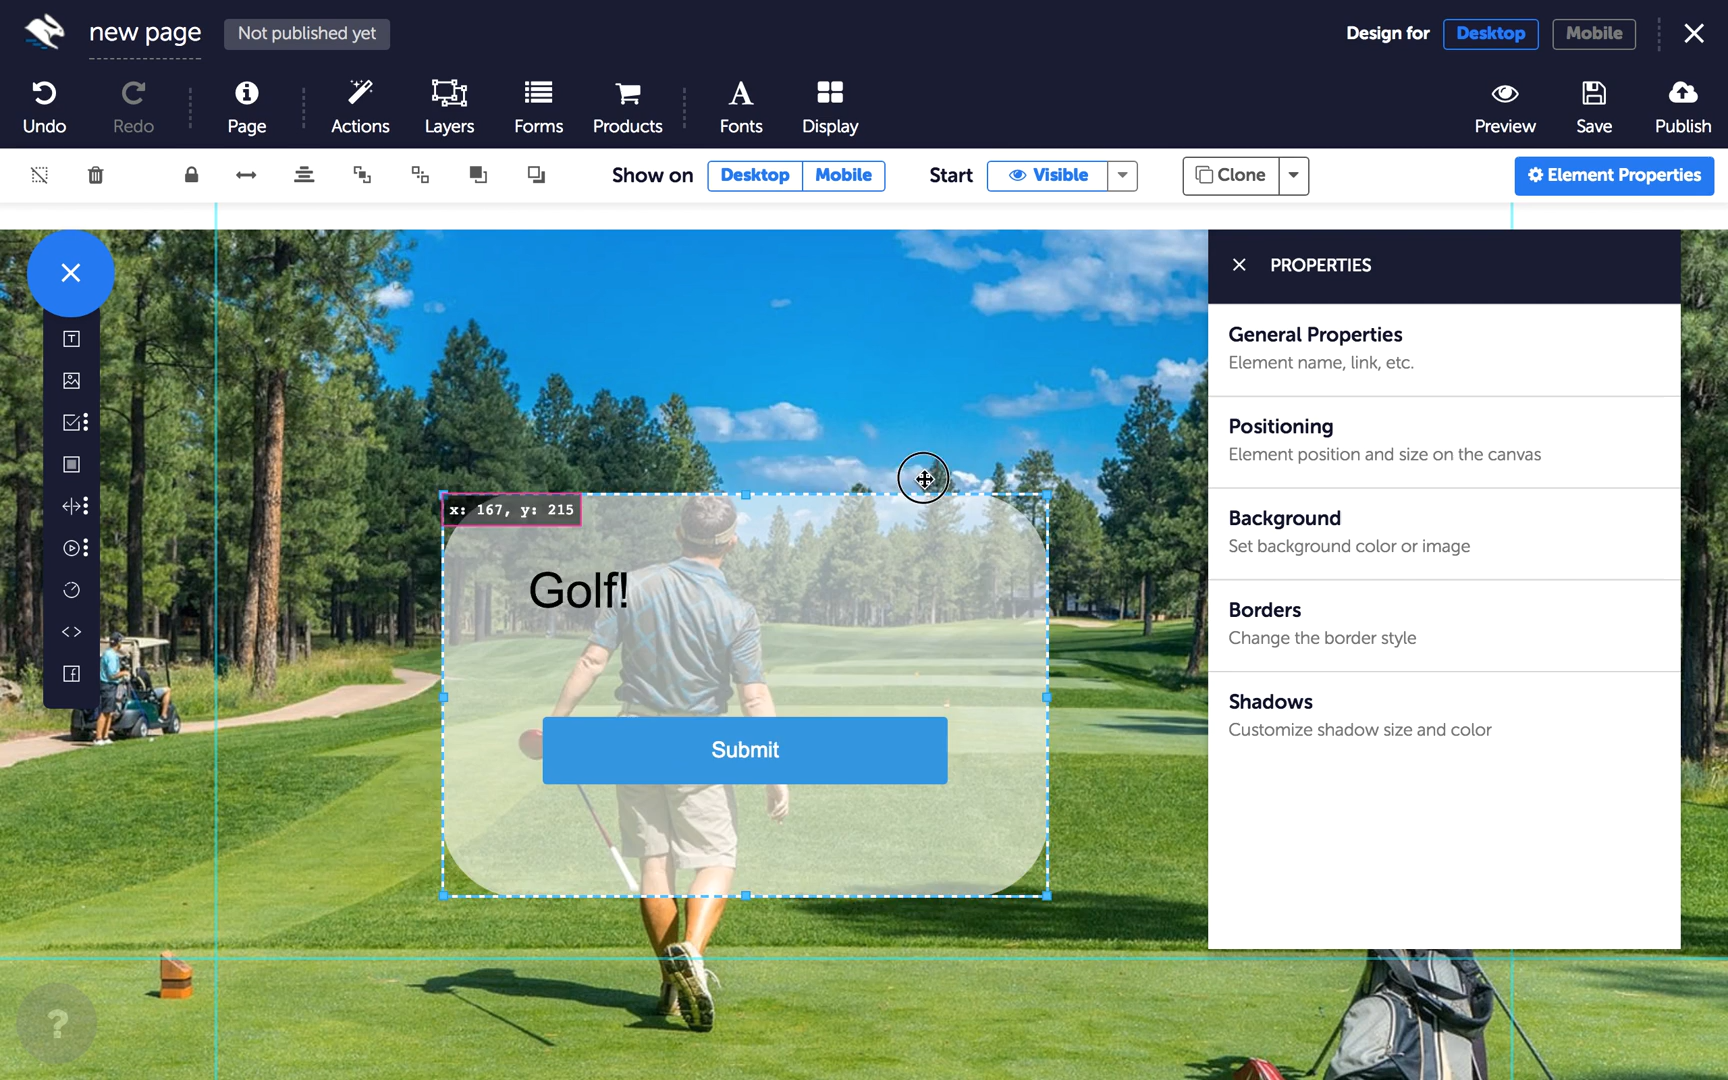 new page
Not published yet
Design for
Desktop
Mobile
Undo
Redo
Page
Actions
Layers
Forms
Products
Fonts
Display
Preview
Save
Publish
Show on
Desktop
Mobile
Start
Visible
Clone
Element Properties
PROPERTIES
General Properties
Element name, link, etc.
Positioning
Element position and size on the canvas
Background
Set background color or image
Borders
Change the border style
Shadows
Customize shadow size and color
x: 167, y: 215
Golf!
Submit
?